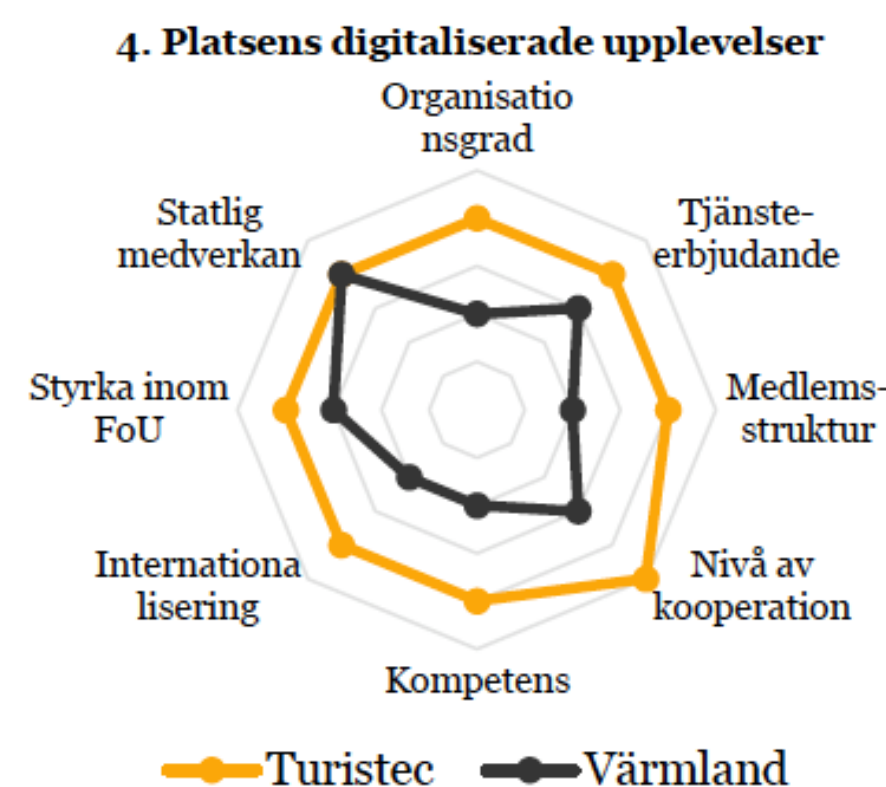 4. Platsens digitaliserade upplevelser
Organisatio
nsgrad
Statlig
medverkan
Tjänste-
erbjudande
Styrka inom
FoU
Medlems-
struktur
Internationa
lisering
Nivå av
kooperation
Kompetens
Turistec
Värmland